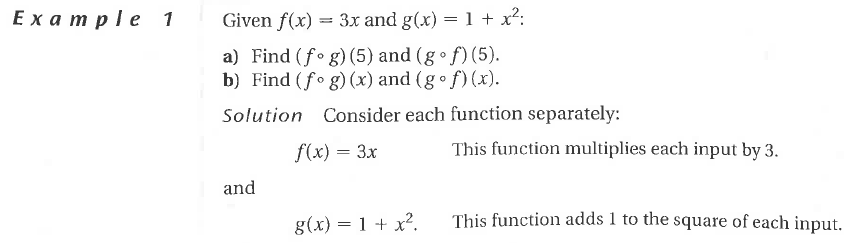 Example 1 Given f(x) = 3x and g(x) = 1 + x²:
a) Find (f ∘ g)(5) and (g ∘ f)(5).
b) Find (f ∘ g)(x) and (g ∘ f)(x).
Solution Consider each function separately:
f(x) = 3x This function multiplies each input by 3.
and
g(x) = 1 + x². This function adds 1 to the square of each input.